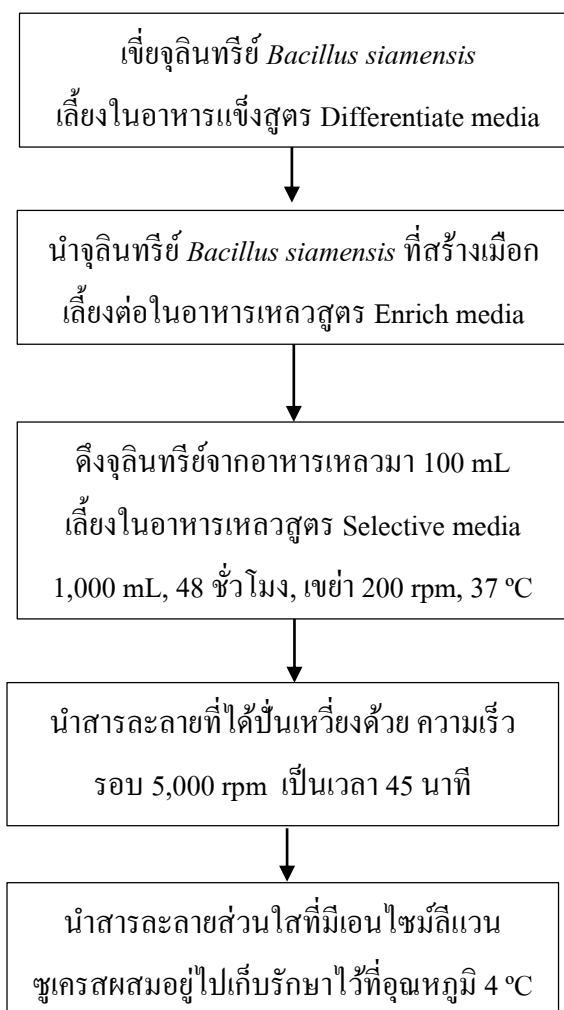 เขี่ยจุลินทรีย์ Bacillus siamensis
เลี้ยงในอาหารแข็งสูตร Differentiate media
นำจุลินทรีย์ Bacillus siamensis ที่สร้างเมือก
เลี้ยงต่อในอาหารเหลวสูตร Enrich media
ดึงจุลินทรีย์จากอาหารเหลวมา 100 mL
เลี้ยงในอาหารเหลวสูตร Selective media
1,000 mL, 48 ชั่วโมง, เขย่า 200 rpm, 37 ºC
นำสารละลายที่ได้ปั่นเหวี่ยงด้วย ความเร็ว
รอบ 5,000 rpm เป็นเวลา 45 นาที
นำสารละลายส่วนใสที่มีเอนไซม์ลีแวน
ซูเครสผสมอยู่ไปเก็บรักษาไว้ที่อุณหภูมิ 4 ºC